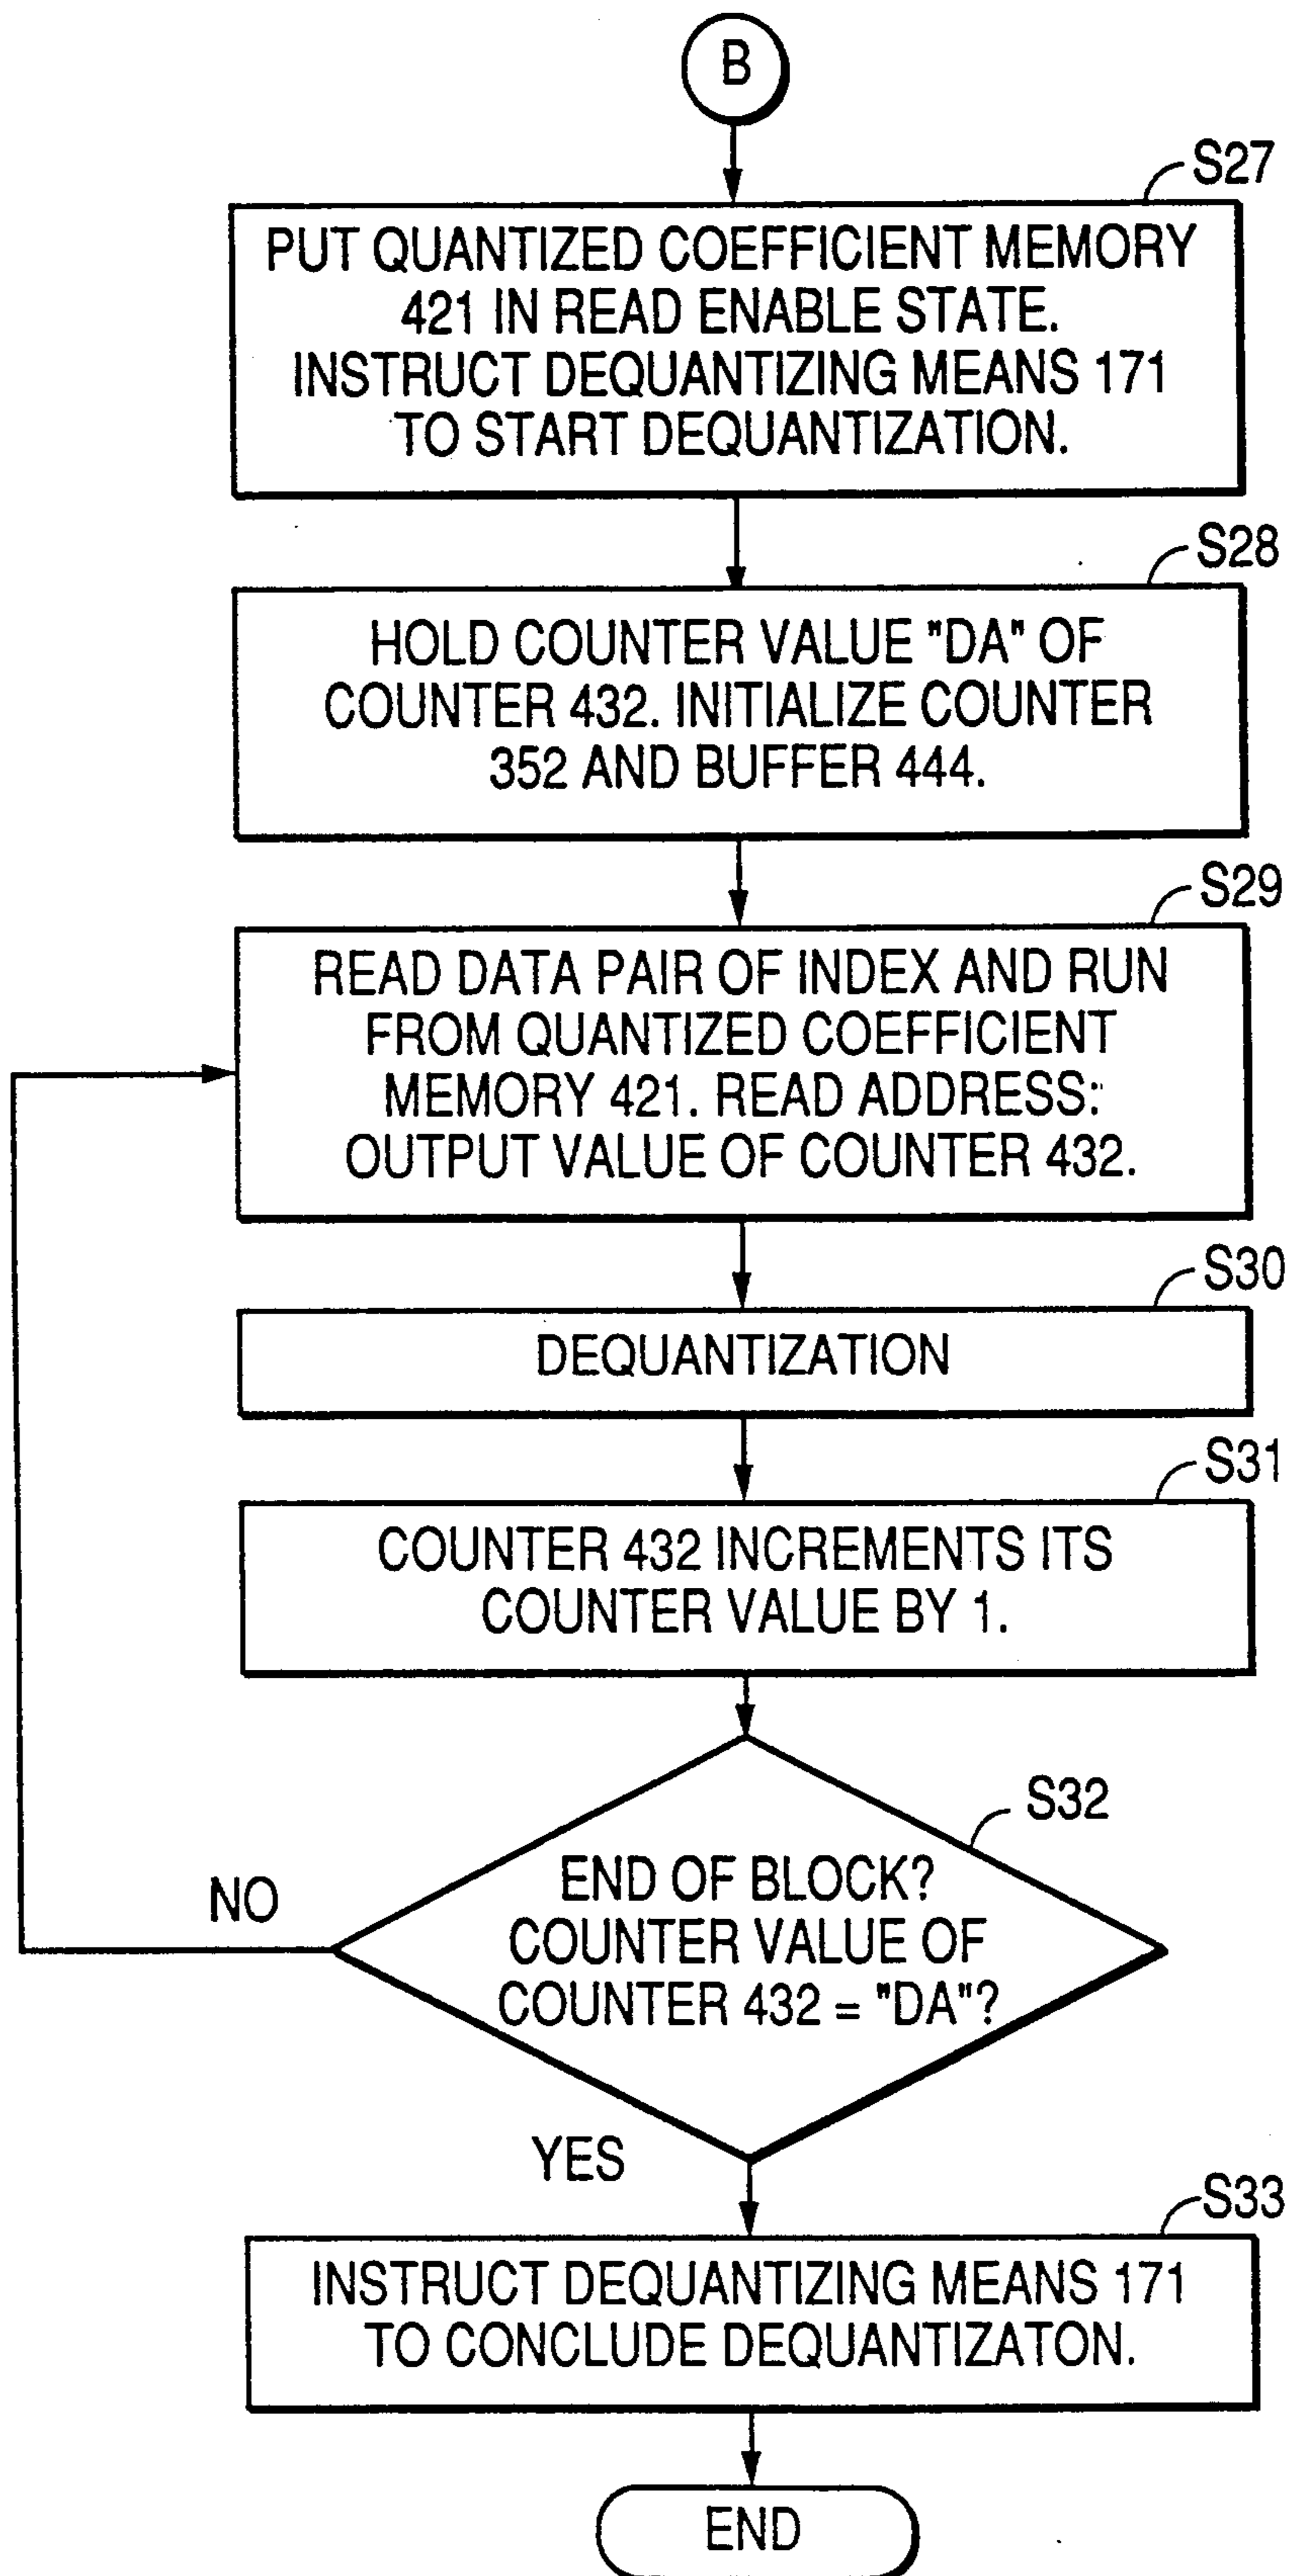 B
S27
PUT QUANTIZED COEFFICIENT MEMORY
421 IN READ ENABLE STATE.
INSTRUCT DEQUANTIZING MEANS 171
TO START DEQUANTIZATION.
S28
HOLD COUNTER VALUE "DA" OF
COUNTER 432. INITIALIZE COUNTER
352 AND BUFFER 444.
S29
READ DATA PAIR OF INDEX AND RUN
FROM QUANTIZED COEFFICIENT
MEMORY 421. READ ADDRESS:
OUTPUT VALUE OF COUNTER 432.
S30
DEQUANTIZATION
S31
COUNTER 432 INCREMENTS ITS
COUNTER VALUE BY 1.
S32
END OF BLOCK?
COUNTER VALUE OF
COUNTER 432 = "DA"?
NO
YES
S33
INSTRUCT DEQUANTIZING MEANS 171
TO CONCLUDE DEQUANTIZATON.
END